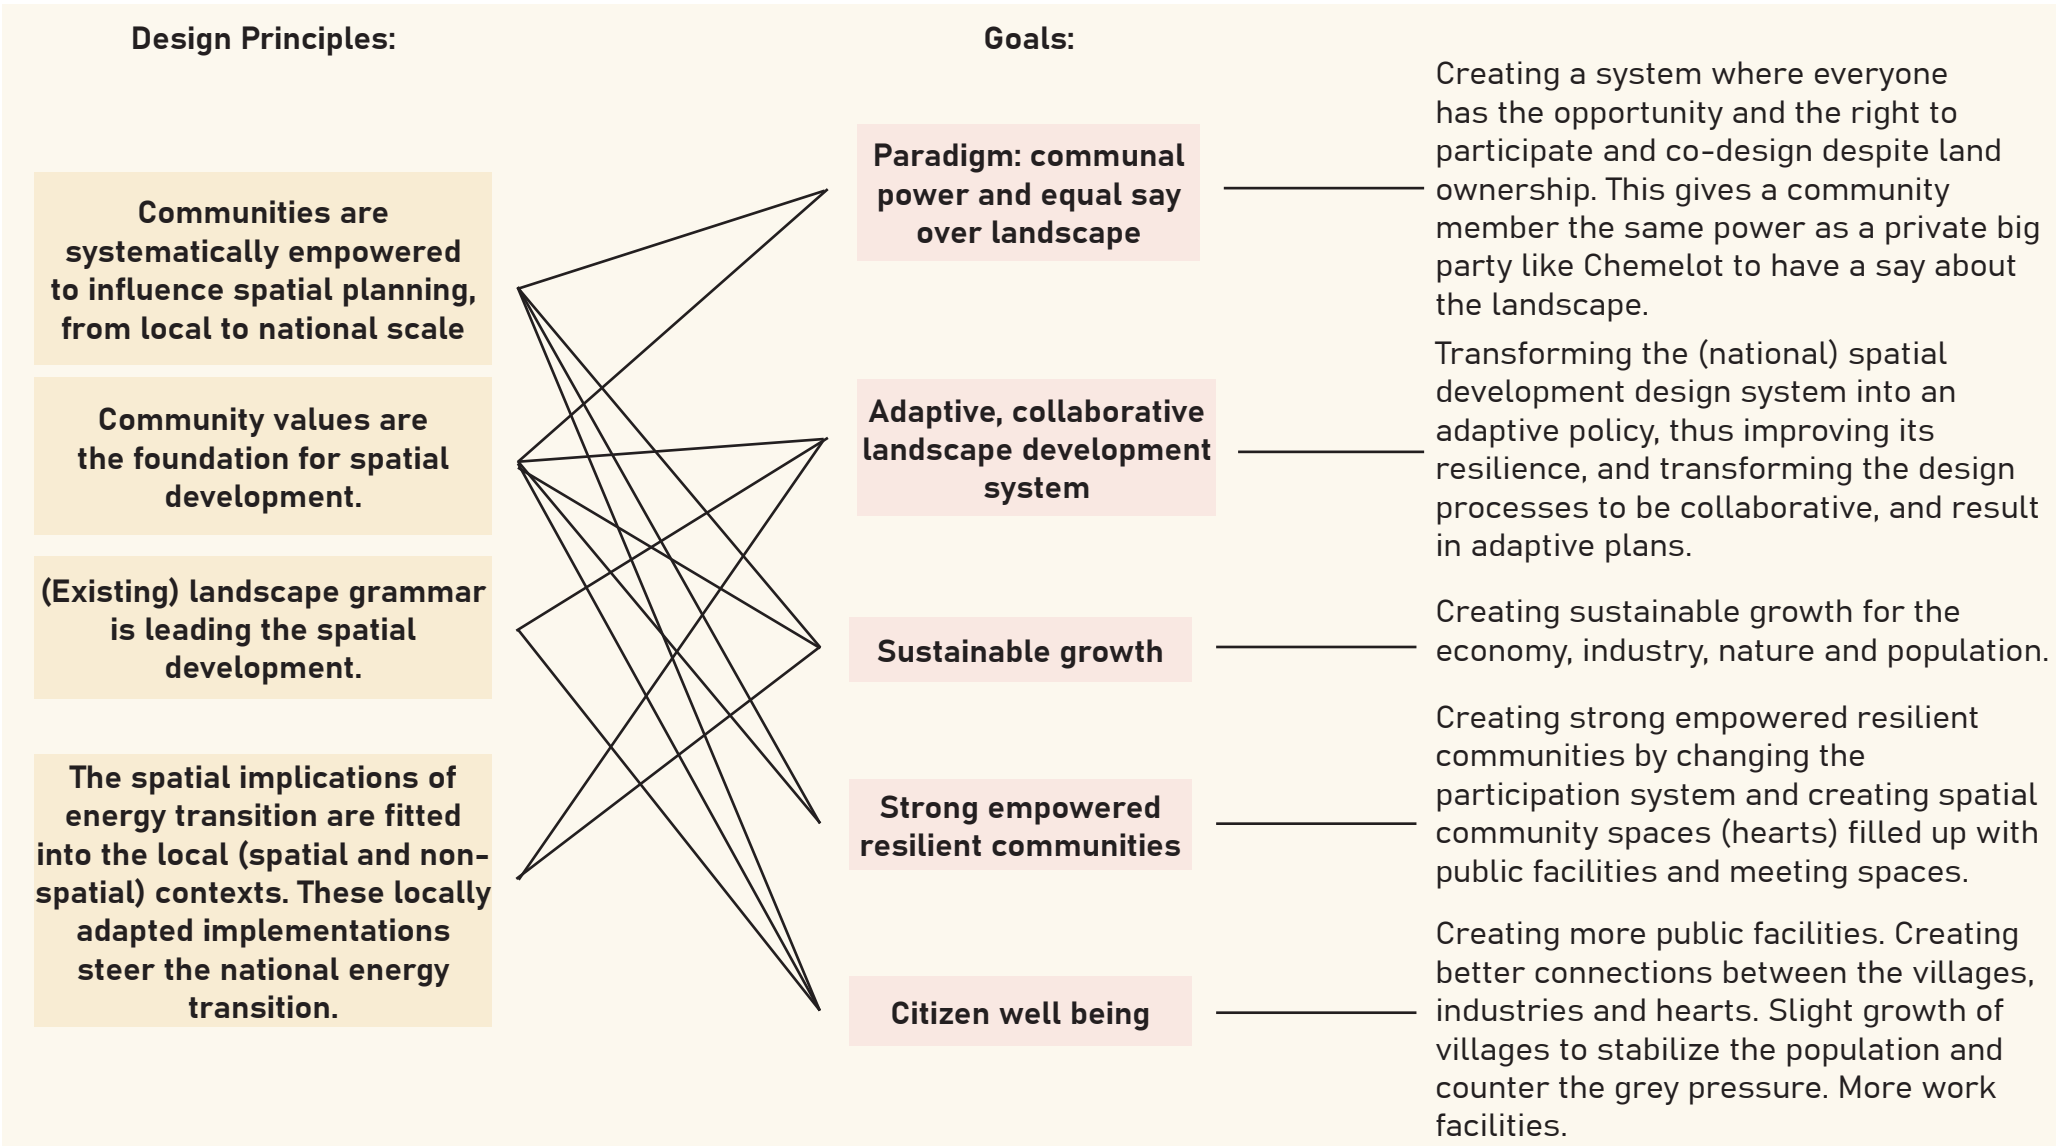 Design Principles:
Communities are
systematically empowered
to influence spatial planning,
from local to national scale
Community values are
the foundation for spatial
development.
(Existing) landscape grammar
is leading the spatial
development.
The spatial implications of
energy transition are fitted
into the local (spatial and non-
spatial) contexts. These locally
adapted implementations
steer the national energy
transition.
Goals:
Paradigm: communal
power and equal say
over landscape
Adaptive, collaborative
landscape development
system
Sustainable growth
Strong empowered
resilient communities
Citizen well being
Creating a system where everyone
has the opportunity and the right to
participate and co-design despite land
ownership. This gives a community
member the same power as a private big
party like Chemelot to have a say about
the landscape.
Transforming the (national) spatial
development design system into an
adaptive policy, thus improving its
resilience, and transforming the design
processes to be collaborative, and result
in adaptive plans.
Creating sustainable growth for the
economy, industry, nature and population.
Creating strong empowered resilient
communities by changing the
participation system and creating spatial
community spaces (hearts) filled up with
public facilities and meeting spaces.
Creating more public facilities. Creating
better connections between the villages,
industries and hearts. Slight growth of
villages to stabilize the population and
counter the grey pressure. More work
facilities.